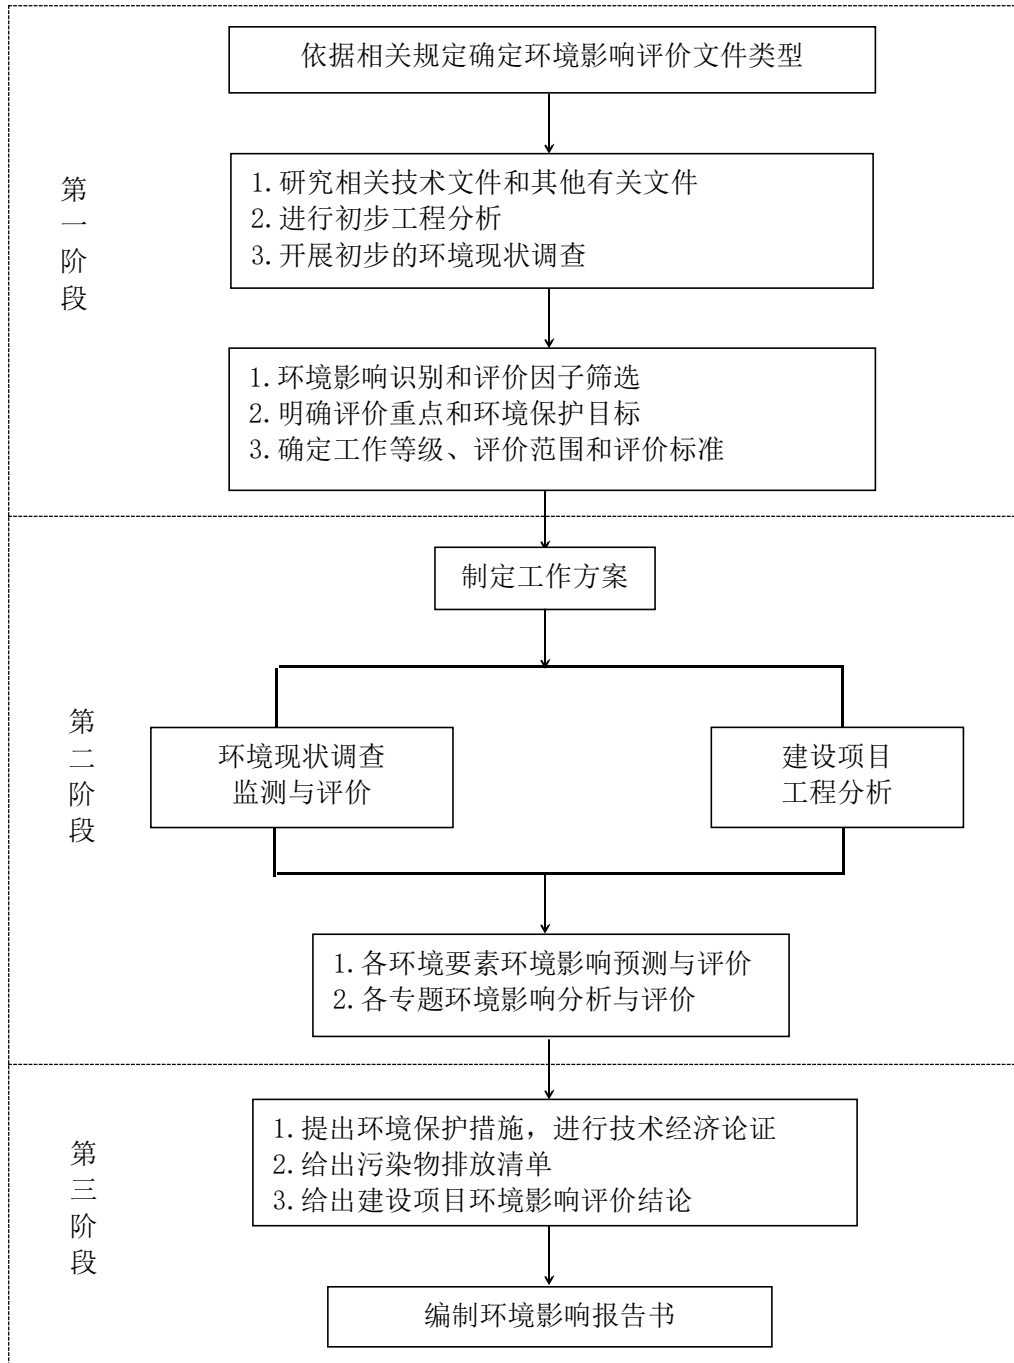 依据相关规定确定环境影响评价文件类型
第一阶段
1.研究相关技术文件和其他有关文件
2.进行初步工程分析
3.开展初步的环境现状调查
1.环境影响识别和评价因子筛选
2.明确评价重点和环境保护目标
3.确定工作等级、评价范围和评价标准
制定工作方案
第二阶段
环境现状调查
监测与评价
建设项目
工程分析
1.各环境要素环境影响预测与评价
2.各专题环境影响分析与评价
第三阶段
1.提出环境保护措施，进行技术经济论证
2.给出污染物排放清单
3.给出建设项目环境影响评价结论
编制环境影响报告书